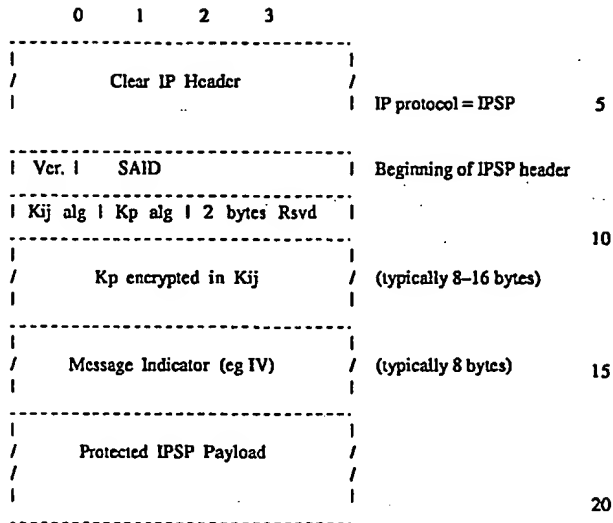 0 1 2 3
Clear IP Header
IP protocol = IPSP 5
Ver. | SAID Beginning of IPSP header
Kij alg | Kp alg | 2 bytes Rsvd
10
Kp encrypted in Kij (typically 8–16 bytes)
Message Indicator (eg IV) (typically 8 bytes) 15
Protected IPSP Payload
20